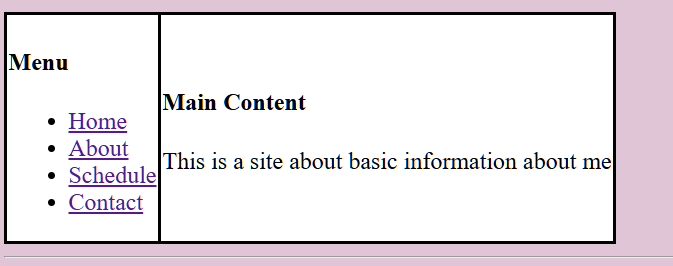 Menu
Home
About
Schedule
Contact
Main Content
This is a site about basic information about me